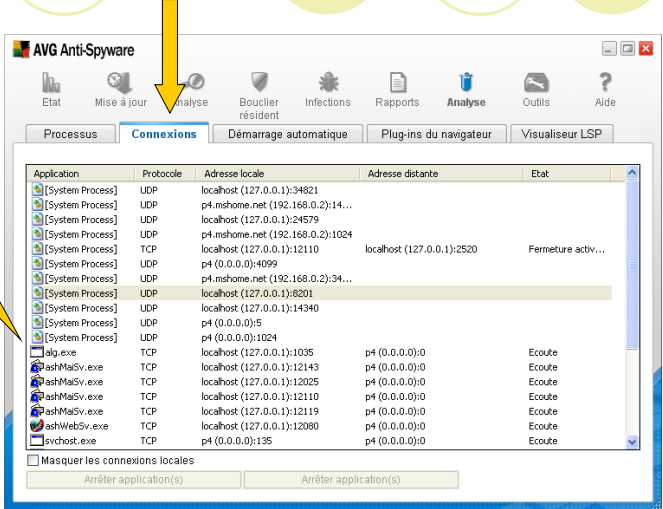 AVG Anti-Spyware
Etat Mise à jour Analyse Bouclier résident Infections Rapports Analyse Outils Aide
Processus Connexions Démarrage automatique Plug-ins du navigateur Visualiseur LSP
Application Protocole Adresse locale Adresse distante Etat
[System Process] UDP localhost (127.0.0.1):34821
[System Process] UDP p4.mshome.net (192.168.0.2):14...
[System Process] UDP localhost (127.0.0.1):24579
[System Process] UDP p4.mshome.net (192.168.0.2):1024
[System Process] TCP localhost (127.0.0.1):12110 localhost (127.0.0.1):2520 Fermeture activ...
[System Process] UDP p4 (0.0.0.0):4099
[System Process] UDP p4.mshome.net (192.168.0.2):34...
[System Process] UDP localhost (127.0.0.1):8201
[System Process] UDP localhost (127.0.0.1):14340
[System Process] UDP p4 (0.0.0.0):5
[System Process] UDP p4 (0.0.0.0):1024
alg.exe TCP localhost (127.0.0.1):1035 p4 (0.0.0.0):0 Ecoute
ashMaiSv.exe TCP localhost (127.0.0.1):12143 p4 (0.0.0.0):0 Ecoute
ashMaiSv.exe TCP localhost (127.0.0.1):12025 p4 (0.0.0.0):0 Ecoute
ashMaiSv.exe TCP localhost (127.0.0.1):12110 p4 (0.0.0.0):0 Ecoute
ashMaiSv.exe TCP localhost (127.0.0.1):12119 p4 (0.0.0.0):0 Ecoute
ashWebSv.exe TCP localhost (127.0.0.1):12080 p4 (0.0.0.0):0 Ecoute
svchost.exe TCP p4 (0.0.0.0):135 p4 (0.0.0.0):0 Ecoute
Masquer les connexions locales
Arrêter application(s) Arrêter application(s)